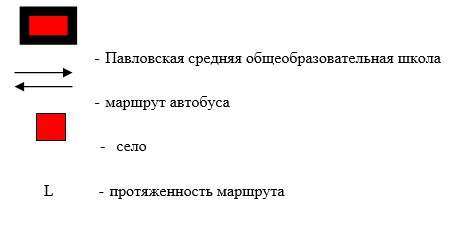 - Павловская средняя общеобразовательная школа
- маршрут автобуса
- село
L - протяженность маршрута